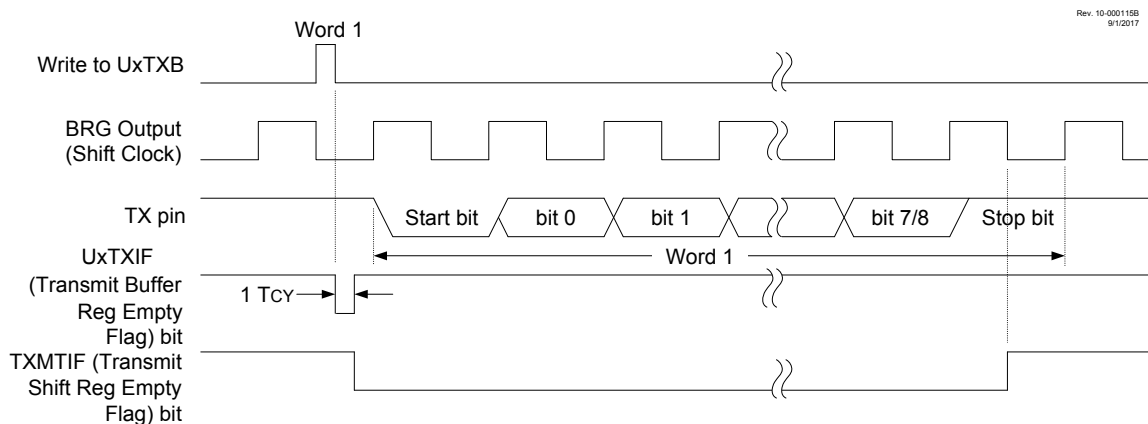 Rev. 10-000115B
9/1/2017
Word 1
Write to UxTXB
BRG Output
(Shift Clock)
TX pin
Start bit
bit 0
bit 1
bit 7/8
Stop bit
Word 1
UxTXIF
(Transmit Buffer
Reg Empty
Flag) bit
1 TCY
TXMTIF (Transmit
Shift Reg Empty
Flag) bit